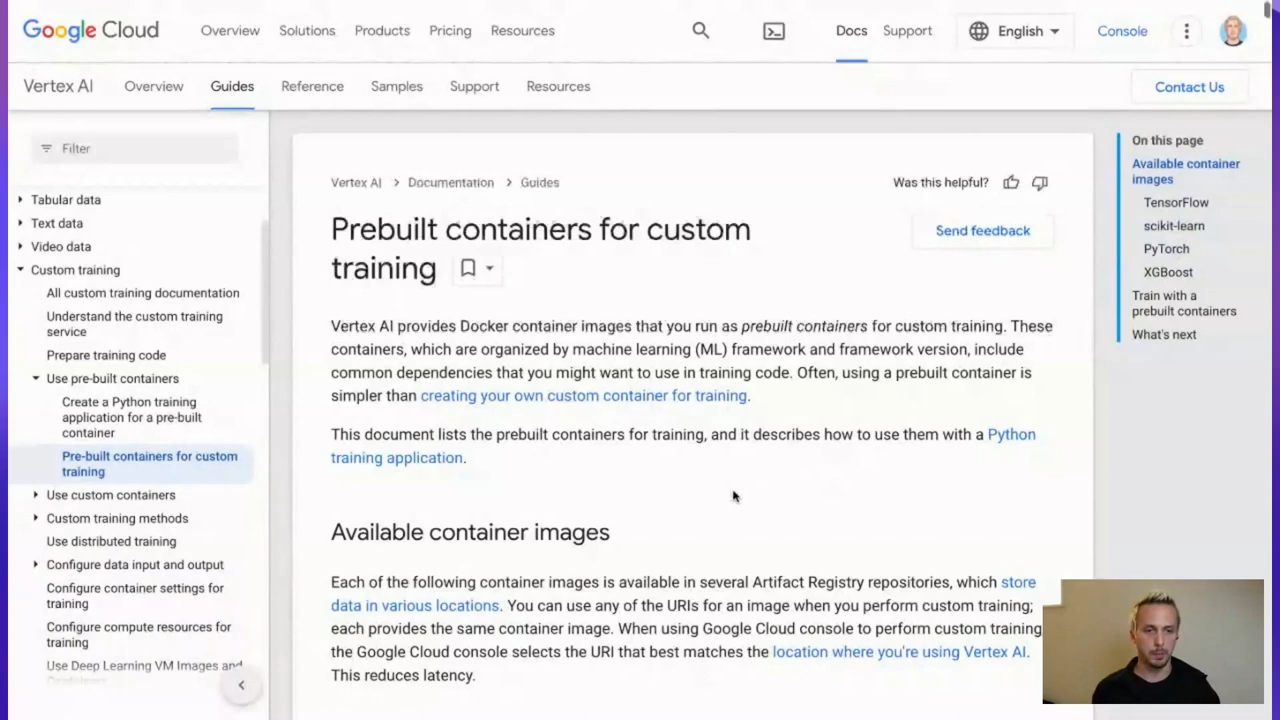 Google Cloud
Overview
Solutions
Products
Pricing
Resources
Docs
Support
English
Console
Vertex AI
Overview
Guides
Reference
Samples
Support
Resources
Contact Us
Filter
Tabular data
Text data
Video data
Custom training
All custom training documentation
Understand the custom training
service
Prepare training code
Use pre-built containers
Create a Python training
application for a pre-built
container
Pre-built containers for custom
training
Use custom containers
Custom training methods
Use distributed training
Configure data input and output
Configure container settings for
training
Configure compute resources for
training
Use Deep Learning VM Images and
Vertex AI > Documentation > Guides
Was this helpful?
Prebuilt containers for custom
training
Send feedback
Vertex AI provides Docker container images that you run as prebuilt containers for custom training. These
containers, which are organized by machine learning (ML) framework and framework version, include
common dependencies that you might want to use in training code. Often, using a prebuilt container is
simpler than creating your own custom container for training.
This document lists the prebuilt containers for training, and it describes how to use them with a Python
training application.
Available container images
Each of the following container images is available in several Artifact Registry repositories, which store
data in various locations. You can use any of the URIs for an image when you perform custom training;
each provides the same container image. When using Google Cloud console to perform custom training
the Google Cloud console selects the URI that best matches the location where you're using Vertex AI.
This reduces latency.
On this page
Available container
images
TensorFlow
scikit-learn
PyTorch
XGBoost
Train with a
prebuilt containers
What's next